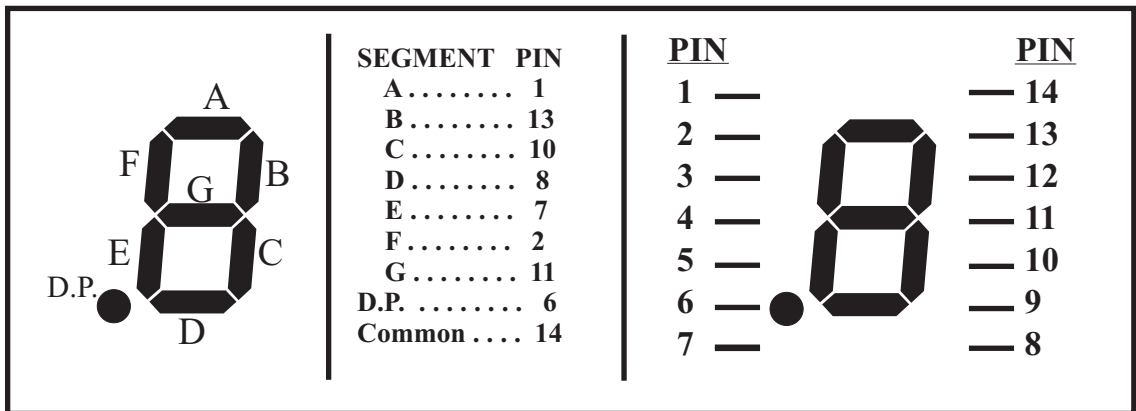 A
F
B
G
E
C
D.P.
D
SEGMENT PIN
A . . . . . . . . 1
B . . . . . . . . 13
C . . . . . . . . 10
D . . . . . . . . 8
E . . . . . . . . 7
F . . . . . . . . 2
G . . . . . . . . 11
D.P. . . . . . . . . 6
Common . . . . 14
PIN PIN
1 14
2 13
3 12
4 11
5 10
6 9
7 8